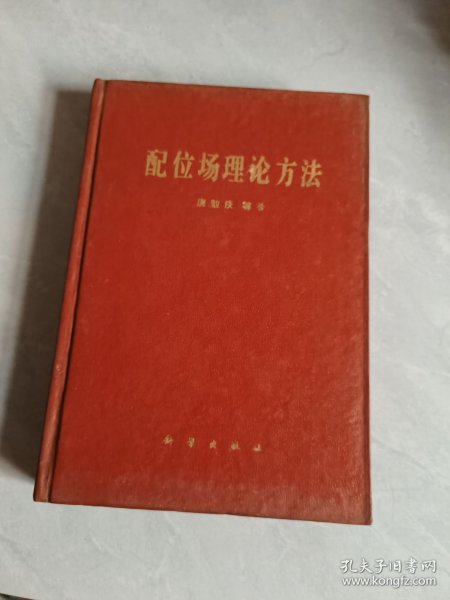 配位场理论方法
唐敖庆 等著
科学出版社
孔夫子旧书网
www.kongfz.com